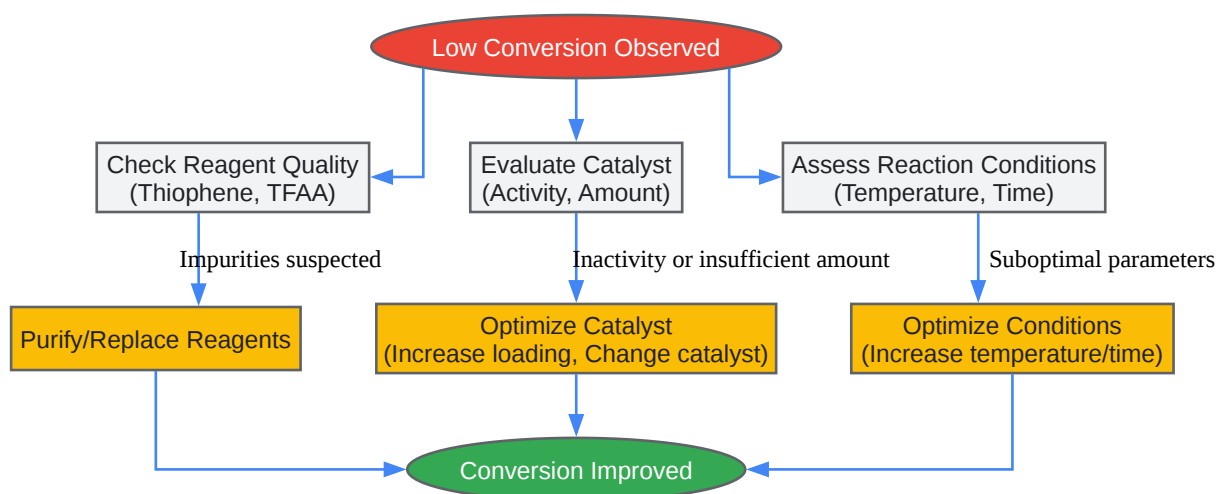 Low Conversion Observed
Check Reagent Quality
(Thiophene, TFAA)
Evaluate Catalyst
(Activity, Amount)
Assess Reaction Conditions
(Temperature, Time)
Impurities suspected
Inactivity or insufficient amount
Suboptimal parameters
Purify/Replace Reagents
Optimize Catalyst
(Increase loading, Change catalyst)
Optimize Conditions
(Increase temperature/time)
Conversion Improved